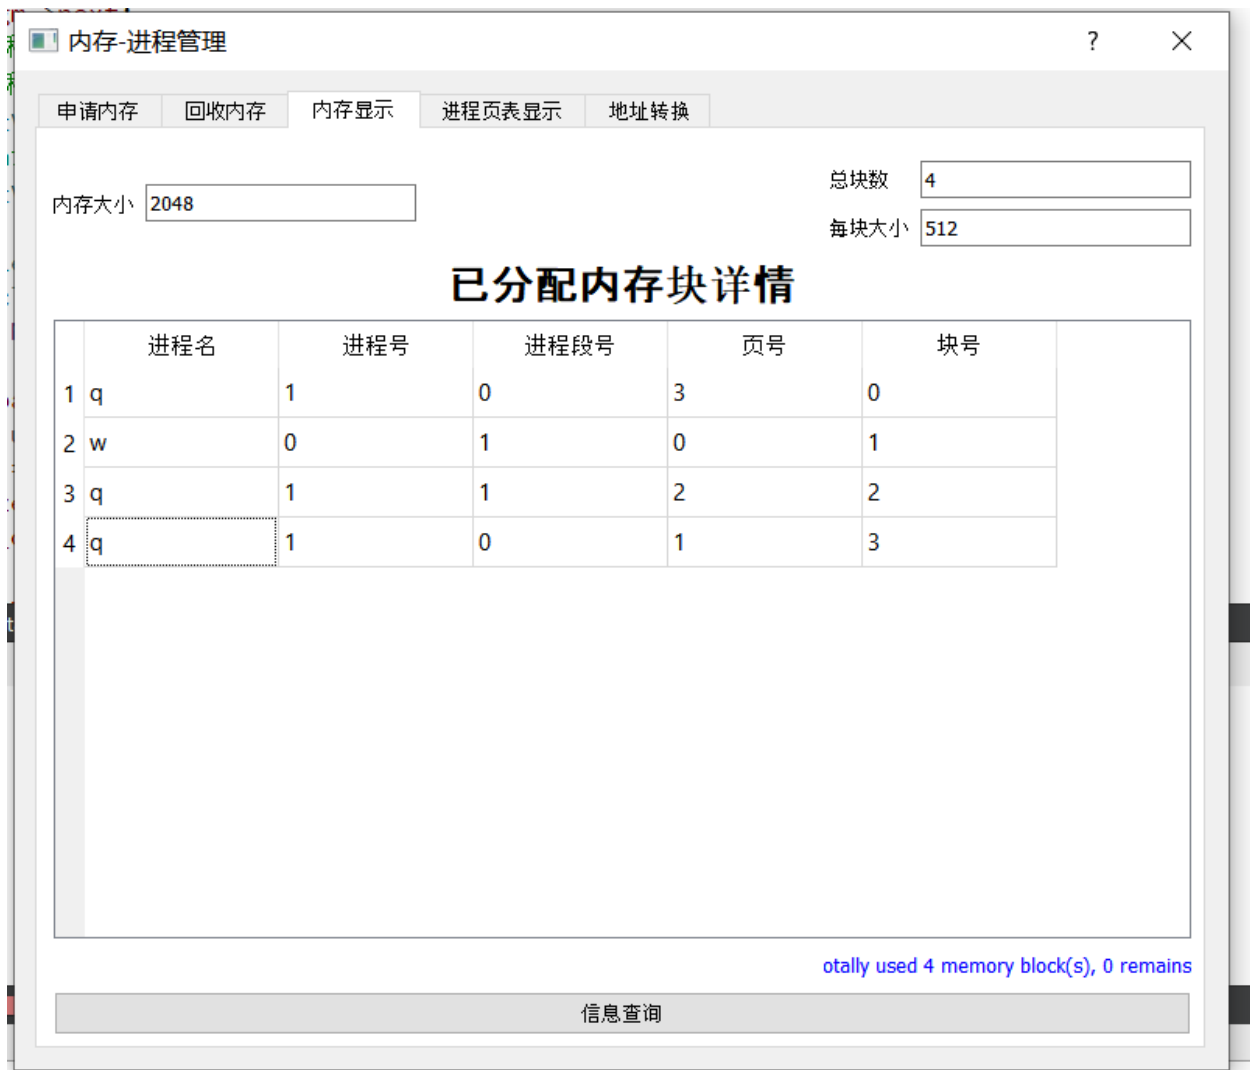 内存-进程管理 ?
申请内存 回收内存 内存显示 进程页表显示 地址转换
总块数 4
内存大小 2048
每块大小 512
已分配内存块详情
进程名 进程号 进程段号 页号 块号
1 q 1 0 3 0
2 w 0 1 0 1
3 q 1 1 2 2
4 q 1 0 1 3
otally used 4 memory block(s), 0 remains
信息查询